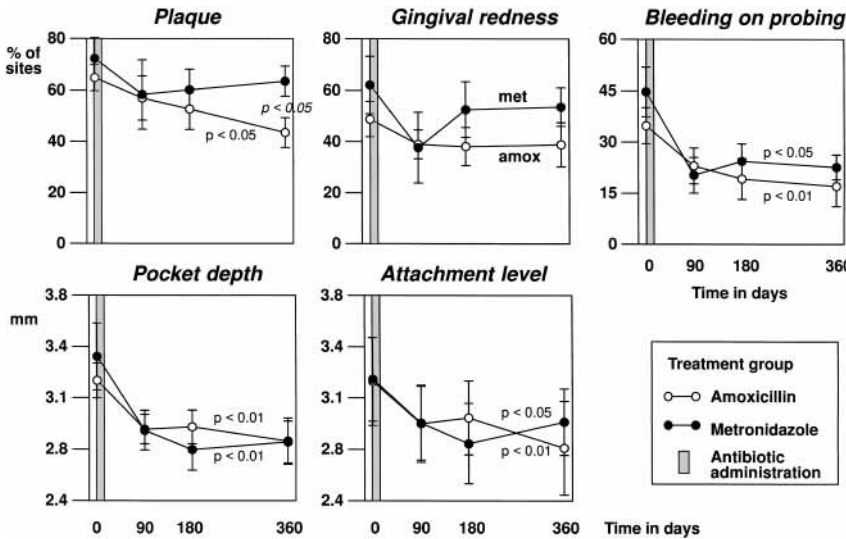 Plaque
Gingival redness
Bleeding on probing
% of sites
80
60
40
20
0
p < 0.05
p < 0.05
80
60
40
20
0
met
amox
60
45
30
15
0
p < 0.05
p < 0.01
0
90
180
360
Time in days
Pocket depth
Attachment level
mm
3.8
3.4
3.1
2.8
2.4
p < 0.01
p < 0.01
0
90
180
360
3.8
3.4
3.1
2.8
2.4
p < 0.05
p < 0.01
0
90
180
360
Time in days
Treatment group
Amoxicillin
Metronidazole
Antibiotic
administration